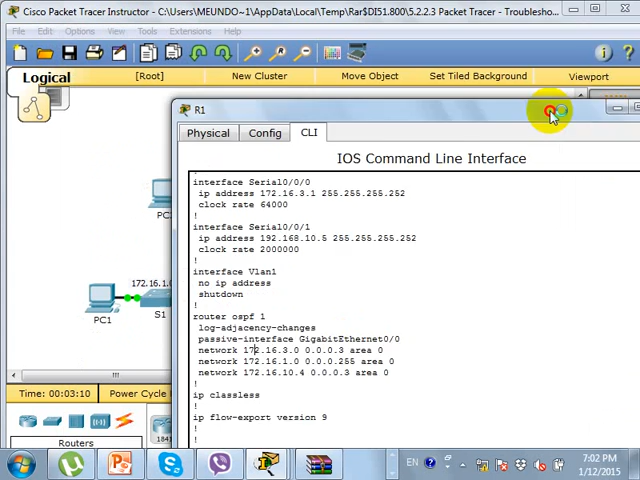 Cisco Packet Tracer Instructor - C:\Users\MEUNDO~1\AppData\Local\Temp\Rar$DI51.800\5.2.2.3 Packet Tracer - Troublesho...
File Edit Options View Tools Extensions Help
Logical [Root] New Cluster Move Object Set Tiled Background Viewport
R1
Physical Config CLI
IOS Command Line Interface
interface Serial0/0/0
ip address 172.16.3.1 255.255.255.252
clock rate 64000
!
interface Serial0/0/1
ip address 192.168.10.5 255.255.255.252
clock rate 2000000
!
interface Vlan1
no ip address
shutdown
!
router ospf 1
log-adjacency-changes
passive-interface GigabitEthernet0/0
network 172.16.3.0 0.0.0.3 area 0
network 172.16.1.0 0.0.0.255 area 0
network 172.16.10.4 0.0.0.3 area 0
!
ip classless
!
ip flow-export version 9
!
!
172.16.1.0
PC1
S1
Time: 00:03:10 Power Cycle
Routers
184
EN
7:02 PM
1/12/2015